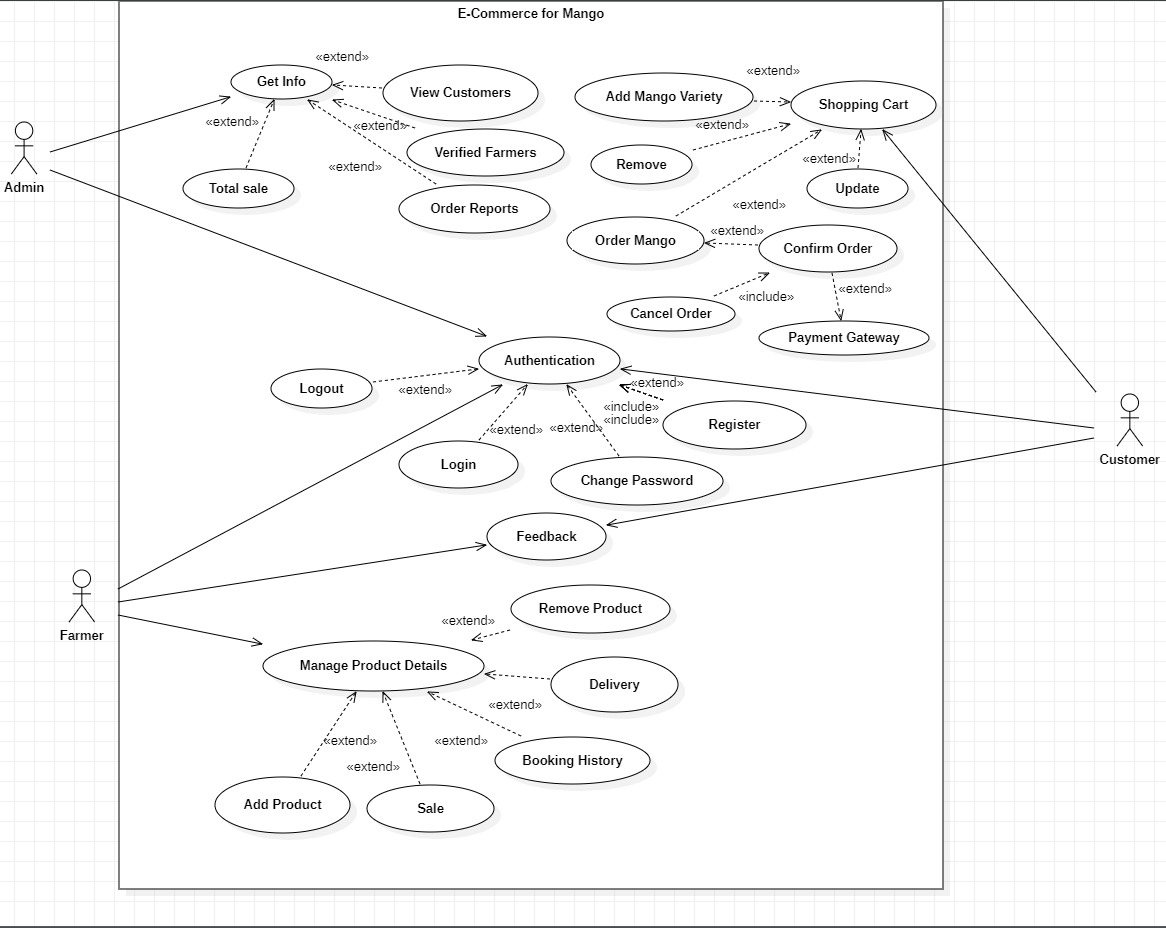 E-Commerce for Mango
«extend»
Get Info
View Customers
«extend»
Add Mango Variety
Shopping Cart
«extend»
«extend»
«extend»
Admin
Verified Farmers
«extend»
Remove
«extend»
Total sale
Order Reports
Update
«extend»
Order Mango
«extend»
Confirm Order
«include»
«extend»
Cancel Order
Payment Gateway
Authentication
Logout
«extend»
«extend»
«include»
«include»
Register
«extend»
«extend»
Login
Change Password
Customer
Feedback
Farmer
Remove Product
«extend»
Manage Product Details
Delivery
«extend»
«extend»
«extend»
Booking History
«extend»
Add Product
Sale